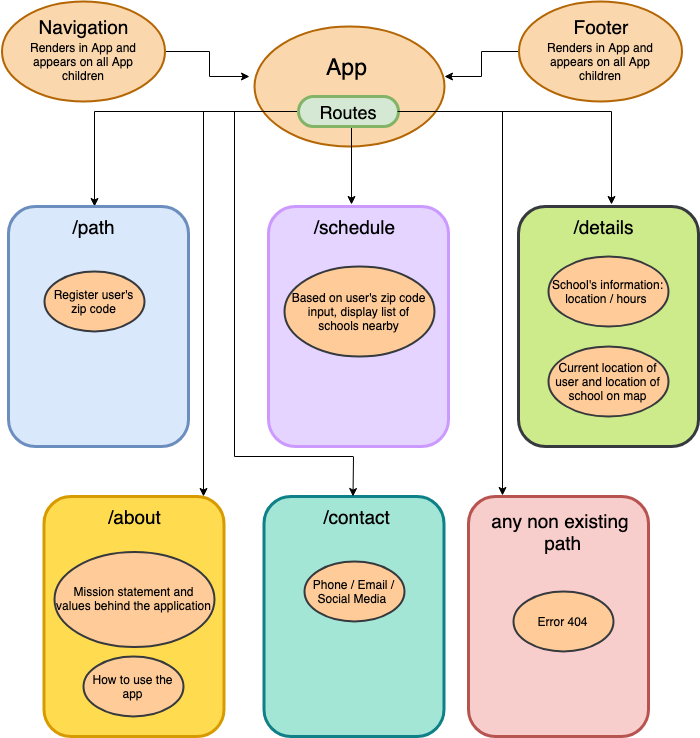 Navigation
Renders in App and
appears on all App
children
App
Routes
Footer
Renders in App and
appears on all App
children
/path
Register user's
zip code
/schedule
Based on user's zip code
input, display list of
schools nearby
/details
School's information:
location / hours
Current location of
user and location of
school on map
/about
Mission statement and
values behind the application
How to use the
app
/contact
Phone / Email /
Social Media
any non existing
path
Error 404